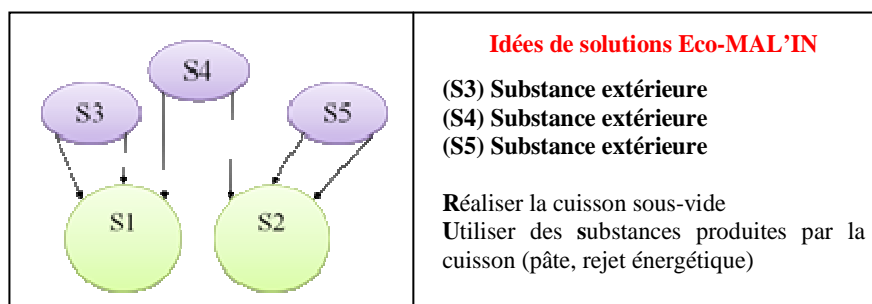 S4
S3
S5
S1
S2
Idées de solutions Eco-MAL'IN
(S3) Substance extérieure
(S4) Substance extérieure
(S5) Substance extérieure
Réaliser la cuisson sous-vide
Utiliser des substances produites par la
cuisson (pâte, rejet énergétique)